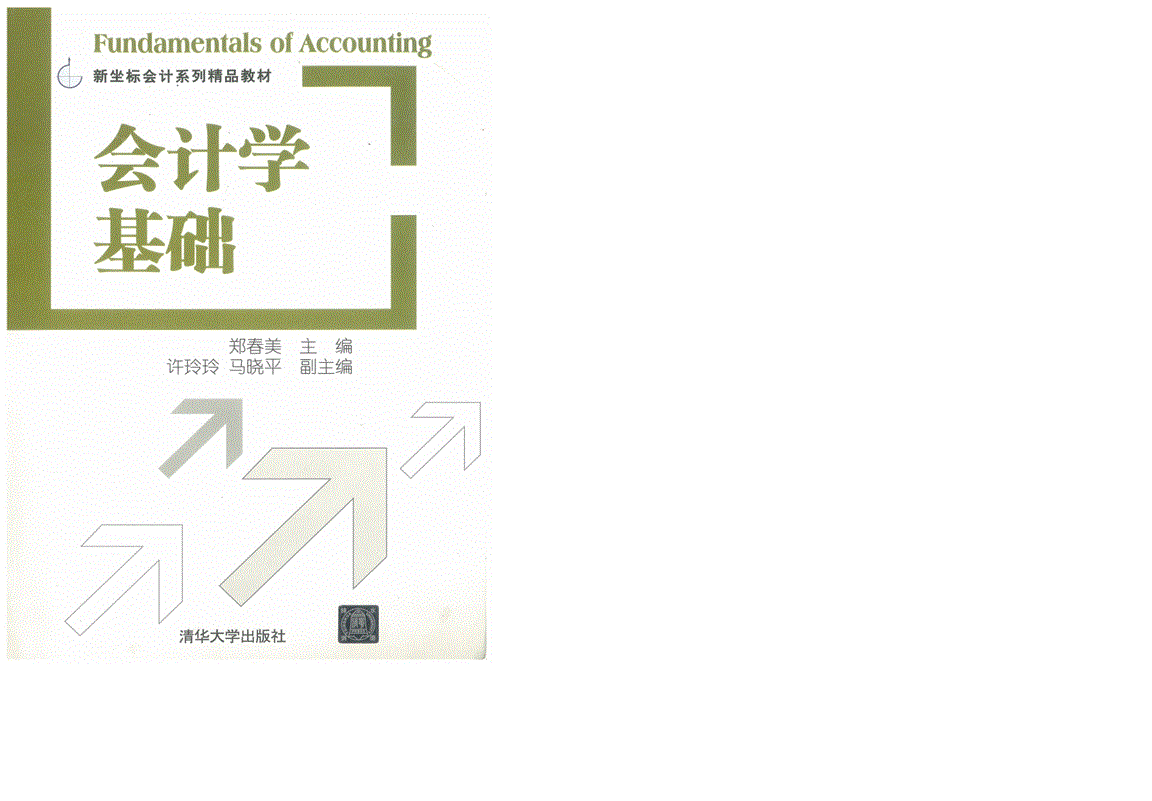 Fundamentals of Accounting
新坐标会计系列精品教材
会计学
基础
郑春美 主 编
许玲玲 马晓平 副主编
清华大学出版社